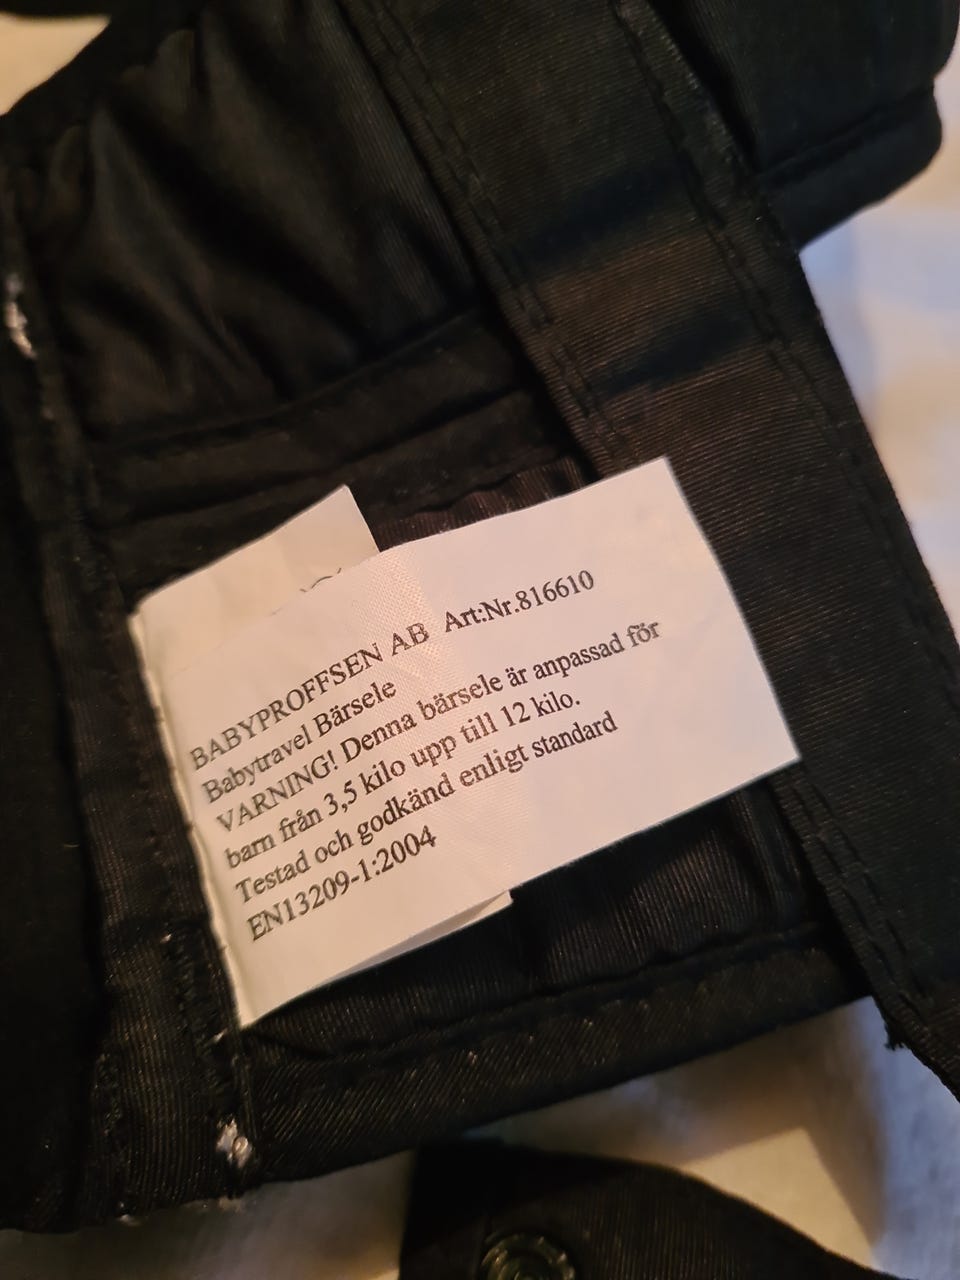 BABYPROFFSEN AB Art:Nr.816610
Babytravel Bärsele
VARNING! Denna bärsele är anpassad för
barn från 3,5 kilo upp till 12 kilo.
Testad och godkänd enligt standard
EN13209-1:2004